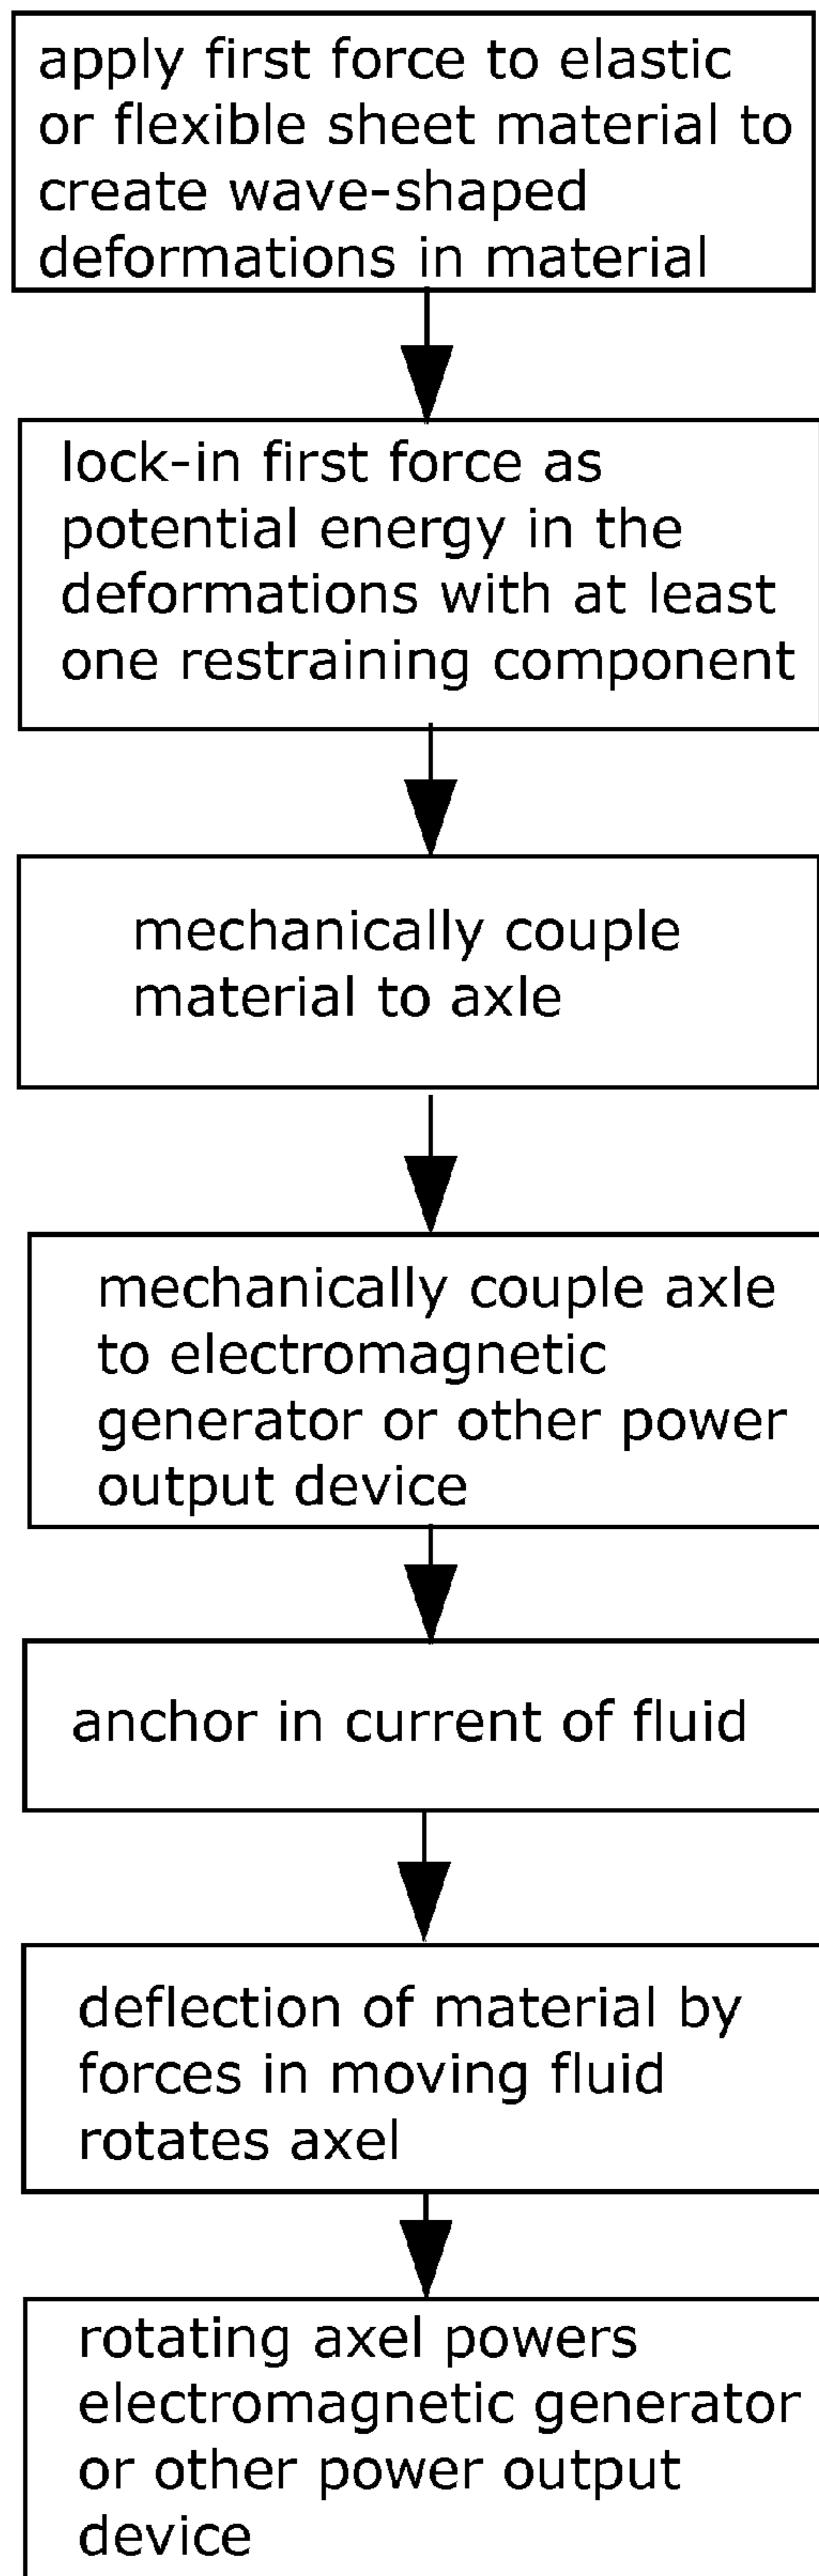 apply first force to elastic
or flexible sheet material to
create wave-shaped
deformations in material
lock-in first force as
potential energy in the
deformations with at least
one restraining component
mechanically couple
material to axle
mechanically couple axle
to electromagnetic
generator or other power
output device
anchor in current of fluid
deflection of material by
forces in moving fluid
rotates axel
rotating axel powers
electromagnetic generator
or other power output
device